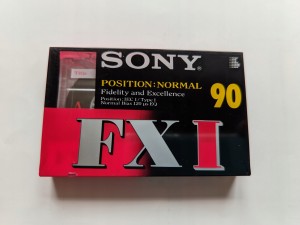 SONY
POSITION: NORMAL
Fidelity and Excellence
Position: IEC I / Type I
Normal Bias 120 µs EQ
90
A
FX I